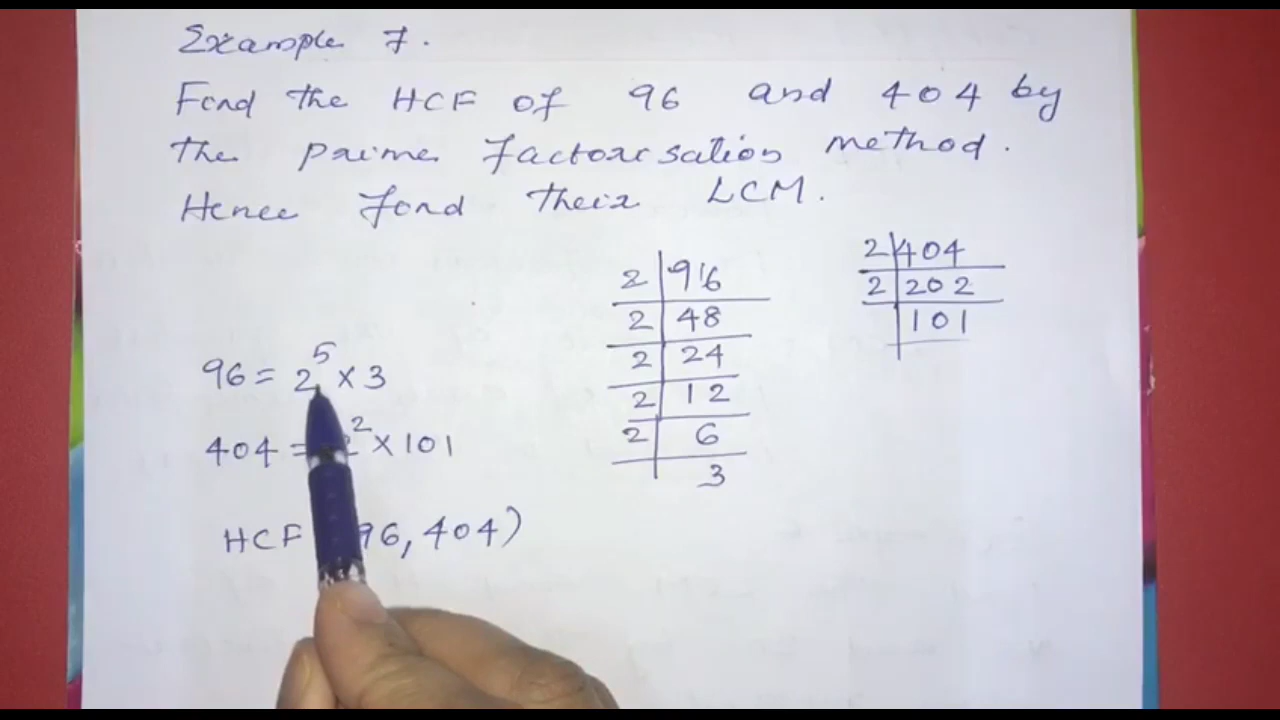 Example 7.
Find the HCF of 96 and 404 by
the prime factorisation method.
Hence find their LCM.
2 | 404
2 | 202
101
2 | 96
2 | 48
2 | 24
2 | 12
2 | 6
3
96 = 2^5 × 3
404 = 2^2 × 101
HCF (96, 404)